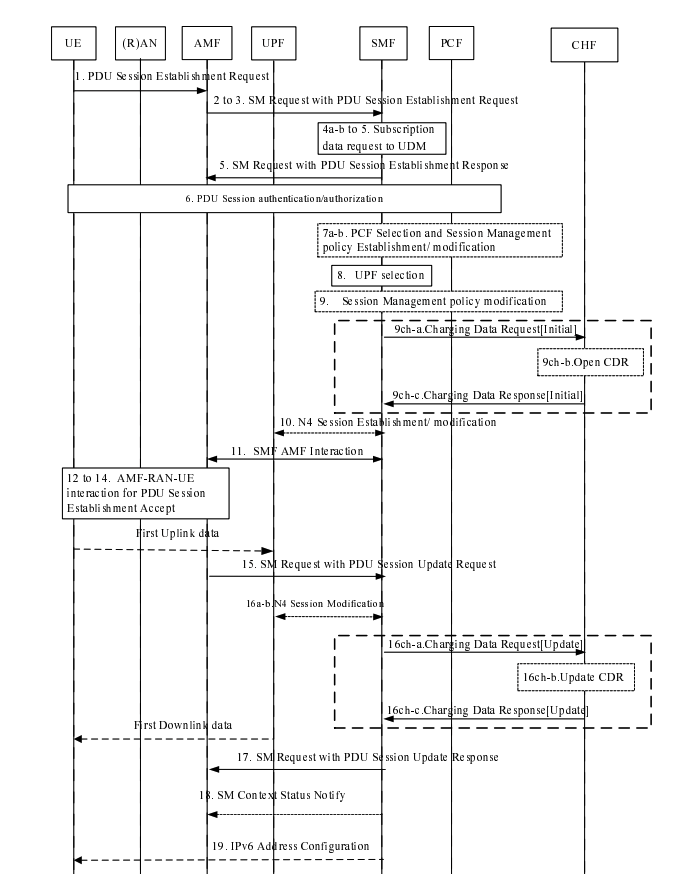 UE
(R)AN
AMF
UPF
SMF
PCF
CHF
1. PDU Session Establishment Request
2 to 3. SM Request with PDU Session Establishment Request
4a-b to 5. Subscription
data request to UDM
5. SM Request with PDU Session Establishment Response
6. PDU Session authentication/authorization
7a-b. PCF Selection and Session Management
policy Establishment/ modification
8. UPF selection
9. Session Management policy modification
9ch-a.Charging Data Request[Initial]
9ch-b.Open CDR
9ch-c.Charging Data Response[Initial]
10. N4 Session Establishment/ modification
11. SMF AMF Interaction
12 to 14. AMF-RAN-UE
interaction for PDU Session
Establishment Accept
First Uplink data
15. SM Request with PDU Session Update Request
16a-b.N4 Session Modification
16ch-a.Charging Data Request[Update]
16ch-b.Update CDR
16ch-c.Charging Data Response[Update]
First Downlink data
17. SM Request with PDU Session Update Response
18. SM Context Status Notify
19. IPv6 Address Configuration